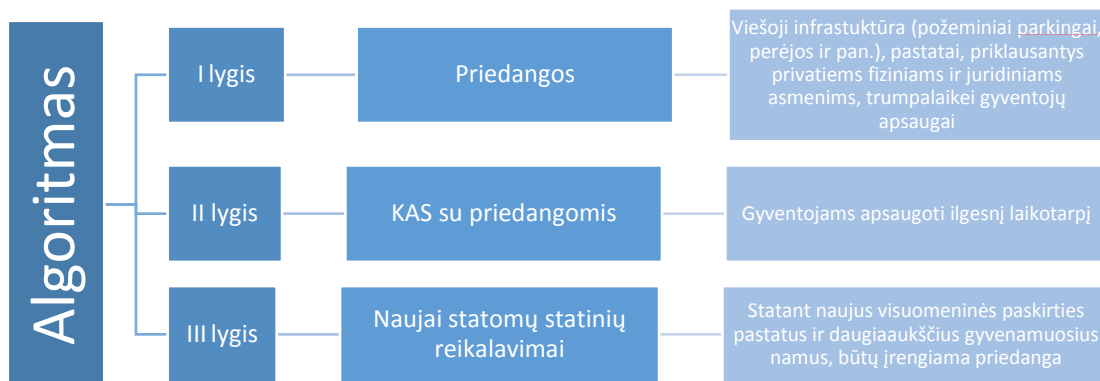 Algoritmas
I lygis
Priedangos
Viešoji infrastuktūra (požeminiai parkingai,
perėjos ir pan.), pastatai, priklausantys
privatiems fiziniams ir juridiniams
asmenims, trumpalaikei gyventojų
apsaugai
II lygis
KAS su priedangomis
Gyventojams apsaugoti ilgesnį laikotarpį
III lygis
Naujai statomų statinių
reikalavimai
Statant naujus visuomeninės paskirties
pastatus ir daugiaaukščius gyvenamuosius
namus, būtų įrengiama priedanga